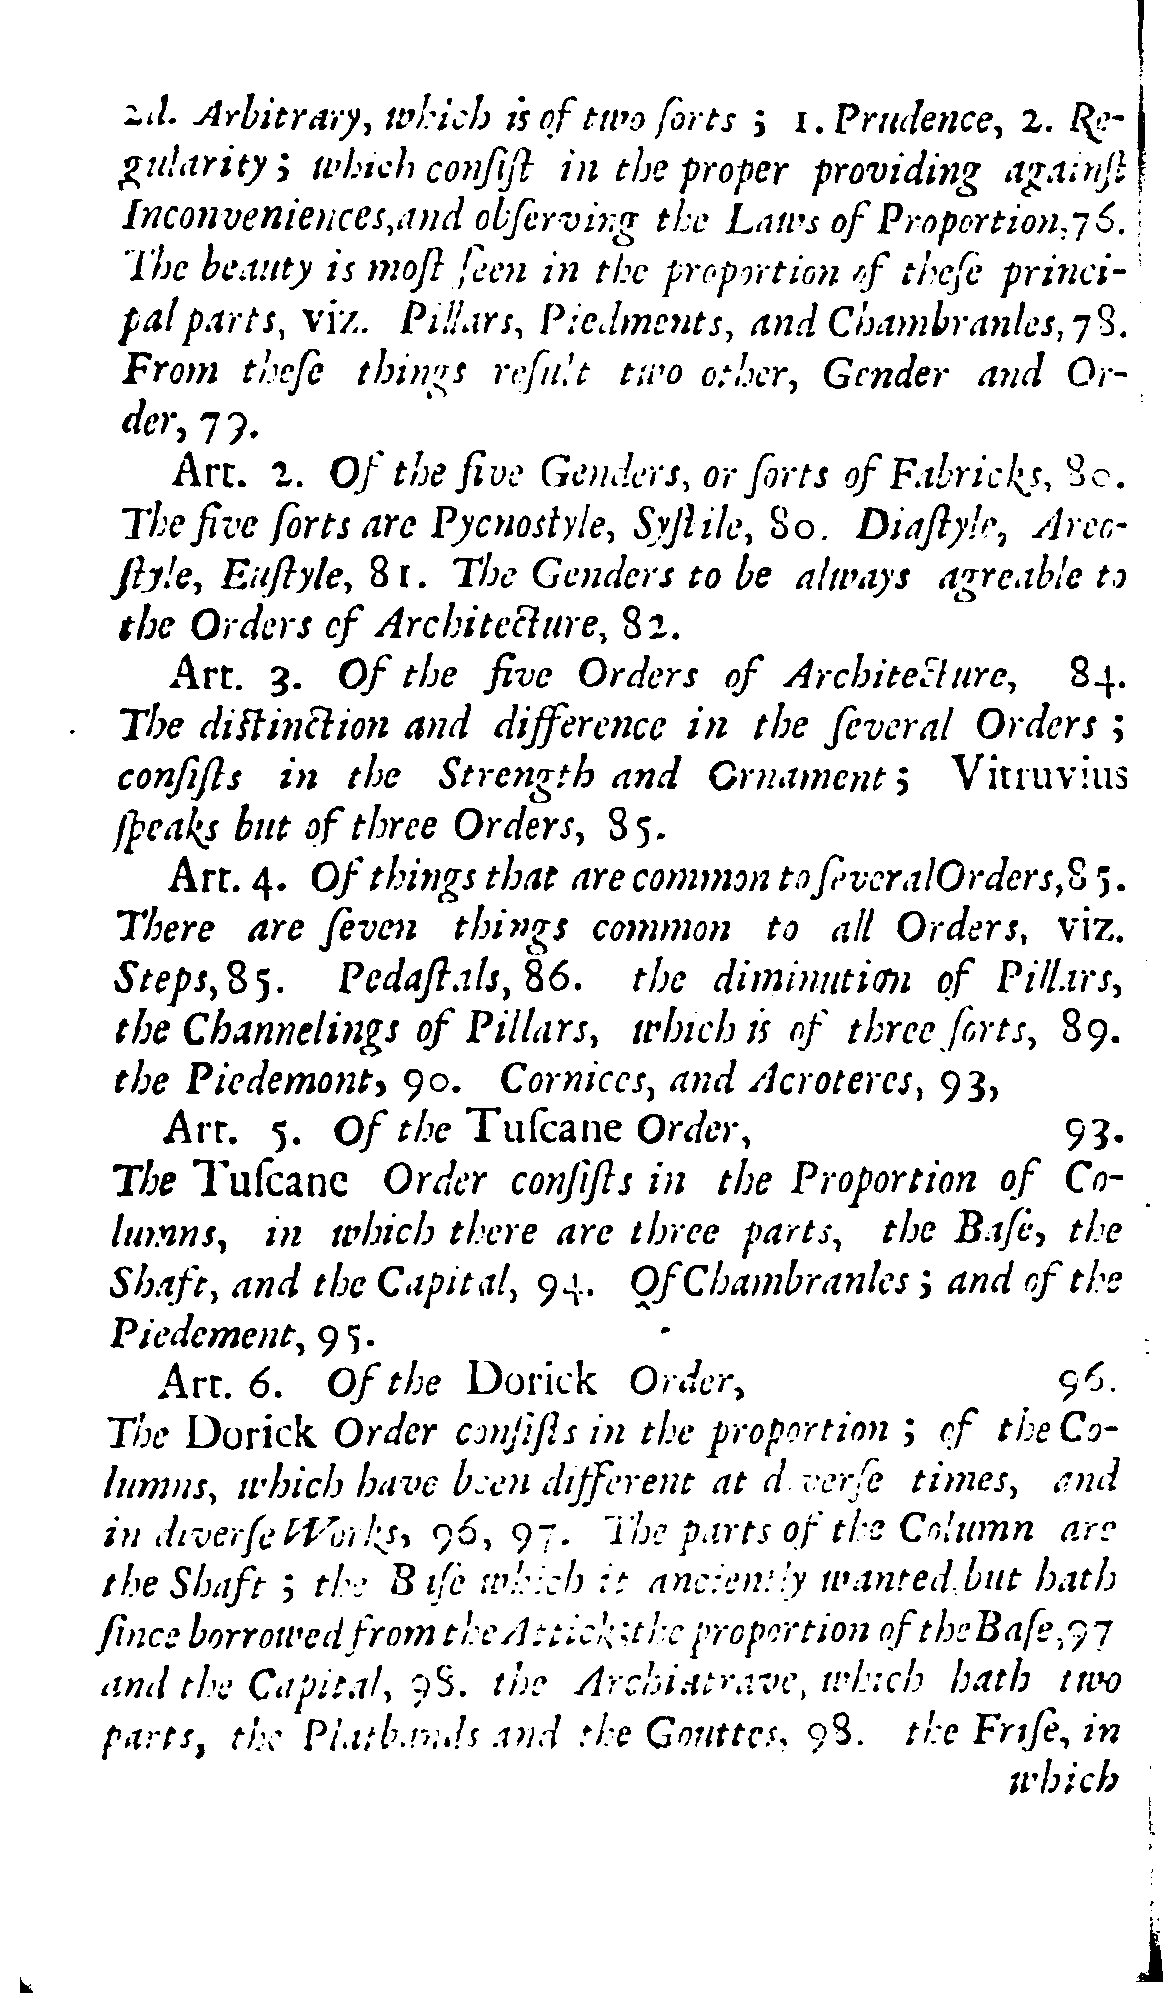 2d. Arbitrary, which is of two ſorts ; 1. Prudence, 2. Re-
gularity ; which conſiſt in the proper providing againſt
Inconveniences,and obſerving the Laws of Proportion,76.
The beauty is moſt ſeen in the proportion of theſe princi-
pal parts, viz. Pillars, Piedments, and Chambranles, 78.
From theſe things reſult two other, Gender and Or-
der, 79.
Art. 2. Of the five Genders, or ſorts of Fabricks, 80.
The five ſorts are Pycnostyle, Syſtile, 80. Diaſtyle, Areo-
ſtyle, Euſtyle, 81. The Genders to be always agreable to
the Orders of Architecture, 82.
Art. 3. Of the five Orders of Architecture, 84.
The distinction and difference in the ſeveral Orders ;
conſiſts in the Strength and Ornament ; Vitruvius
ſpeaks but of three Orders, 85.
Art. 4. Of things that are common to ſeveral Orders,85.
There are ſeven things common to all Orders, viz.
Steps, 85. Pedaſtals, 86. the diminution of Pillars,
the Channelings of Pillars, which is of three ſorts, 89.
the Piedemont, 90. Cornices, and Acroteres, 93,
Art. 5. Of the Tuſcane Order, 93.
The Tuſcane Order conſiſts in the Proportion of Co-
lumns, in which there are three parts, the Baſe, the
Shaft, and the Capital, 94. Of Chambranles ; and of the
Piedement, 95.
Art. 6. Of the Dorick Order, 96.
The Dorick Order conſiſts in the proportion ; of the Co-
lumns, which have been different at diverſe times, and
in diverſe Works, 96, 97. The parts of the Column are
the Shaft ; the Baſe which it anciently wanted, but hath
ſince borrowed from the Attick ; the proportion of the Baſe,97
and the Capital, 98. the Architrave, which hath two
parts, the Platbands and the Gouttes, 98. the Friſe, in
which